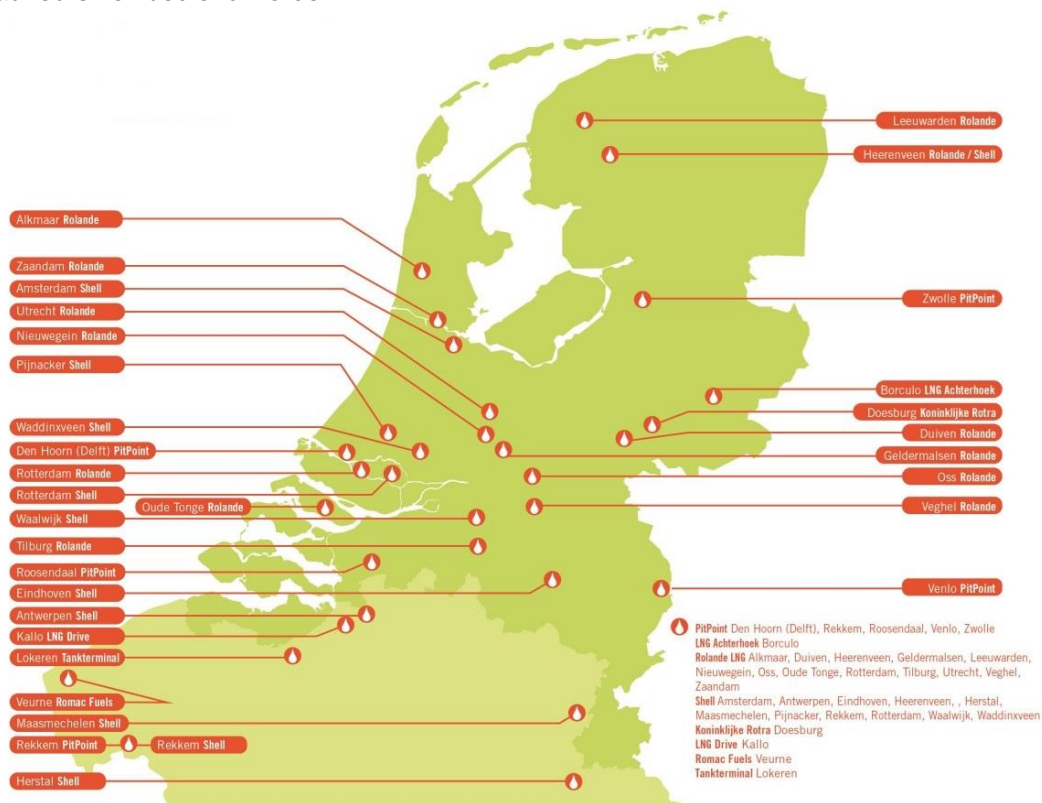 Leeuwarden Rolande
Heerenveen Rolande / Shell
Alkmaar Rolande
Zaandam Rolande
Amsterdam Shell
Utrecht Rolande
Nieuwegein Rolande
Pijnacker Shell
Zwolle PitPoint
Borculo LNG Achterhoek
Doesburg Koninklijke Rotra
Duiven Rolande
Geldermalsen Rolande
Oss Rolande
Veghel Rolande
Waddinxveen Shell
Den Hoorn (Delft) PitPoint
Rotterdam Rolande
Rotterdam Shell
Oude Tonge Rolande
Waalwijk Shell
Tilburg Rolande
Roosendaal PitPoint
Eindhoven Shell
Antwerpen Shell
Kallo LNG Drive
Lokeren Tankterminal
Veurne Romac Fuels
Maasmechelen Shell
Rekkem PitPoint
Rekkem Shell
Herstal Shell
Venlo PitPoint
PitPoint Den Hoorn (Delft), Rekkem, Roosendaal, Venlo, Zwolle
LNG Achterhoek Borculo
Rolande LNG Alkmaar, Duiven, Heerenveen, Geldermalsen, Leeuwarden,
Nieuwegein, Oss, Oude Tonge, Rotterdam, Tilburg, Utrecht, Veghel,
Zaandam
Shell Amsterdam, Antwerpen, Eindhoven, Heerenveen, , Herstal,
Maasmechelen, Pijnacker, Rekkem, Rotterdam, Waalwijk, Waddinxveen
Koninklijke Rotra Doesburg
LNG Drive Kallo
Romac Fuels Veurne
Tankterminal Lokeren